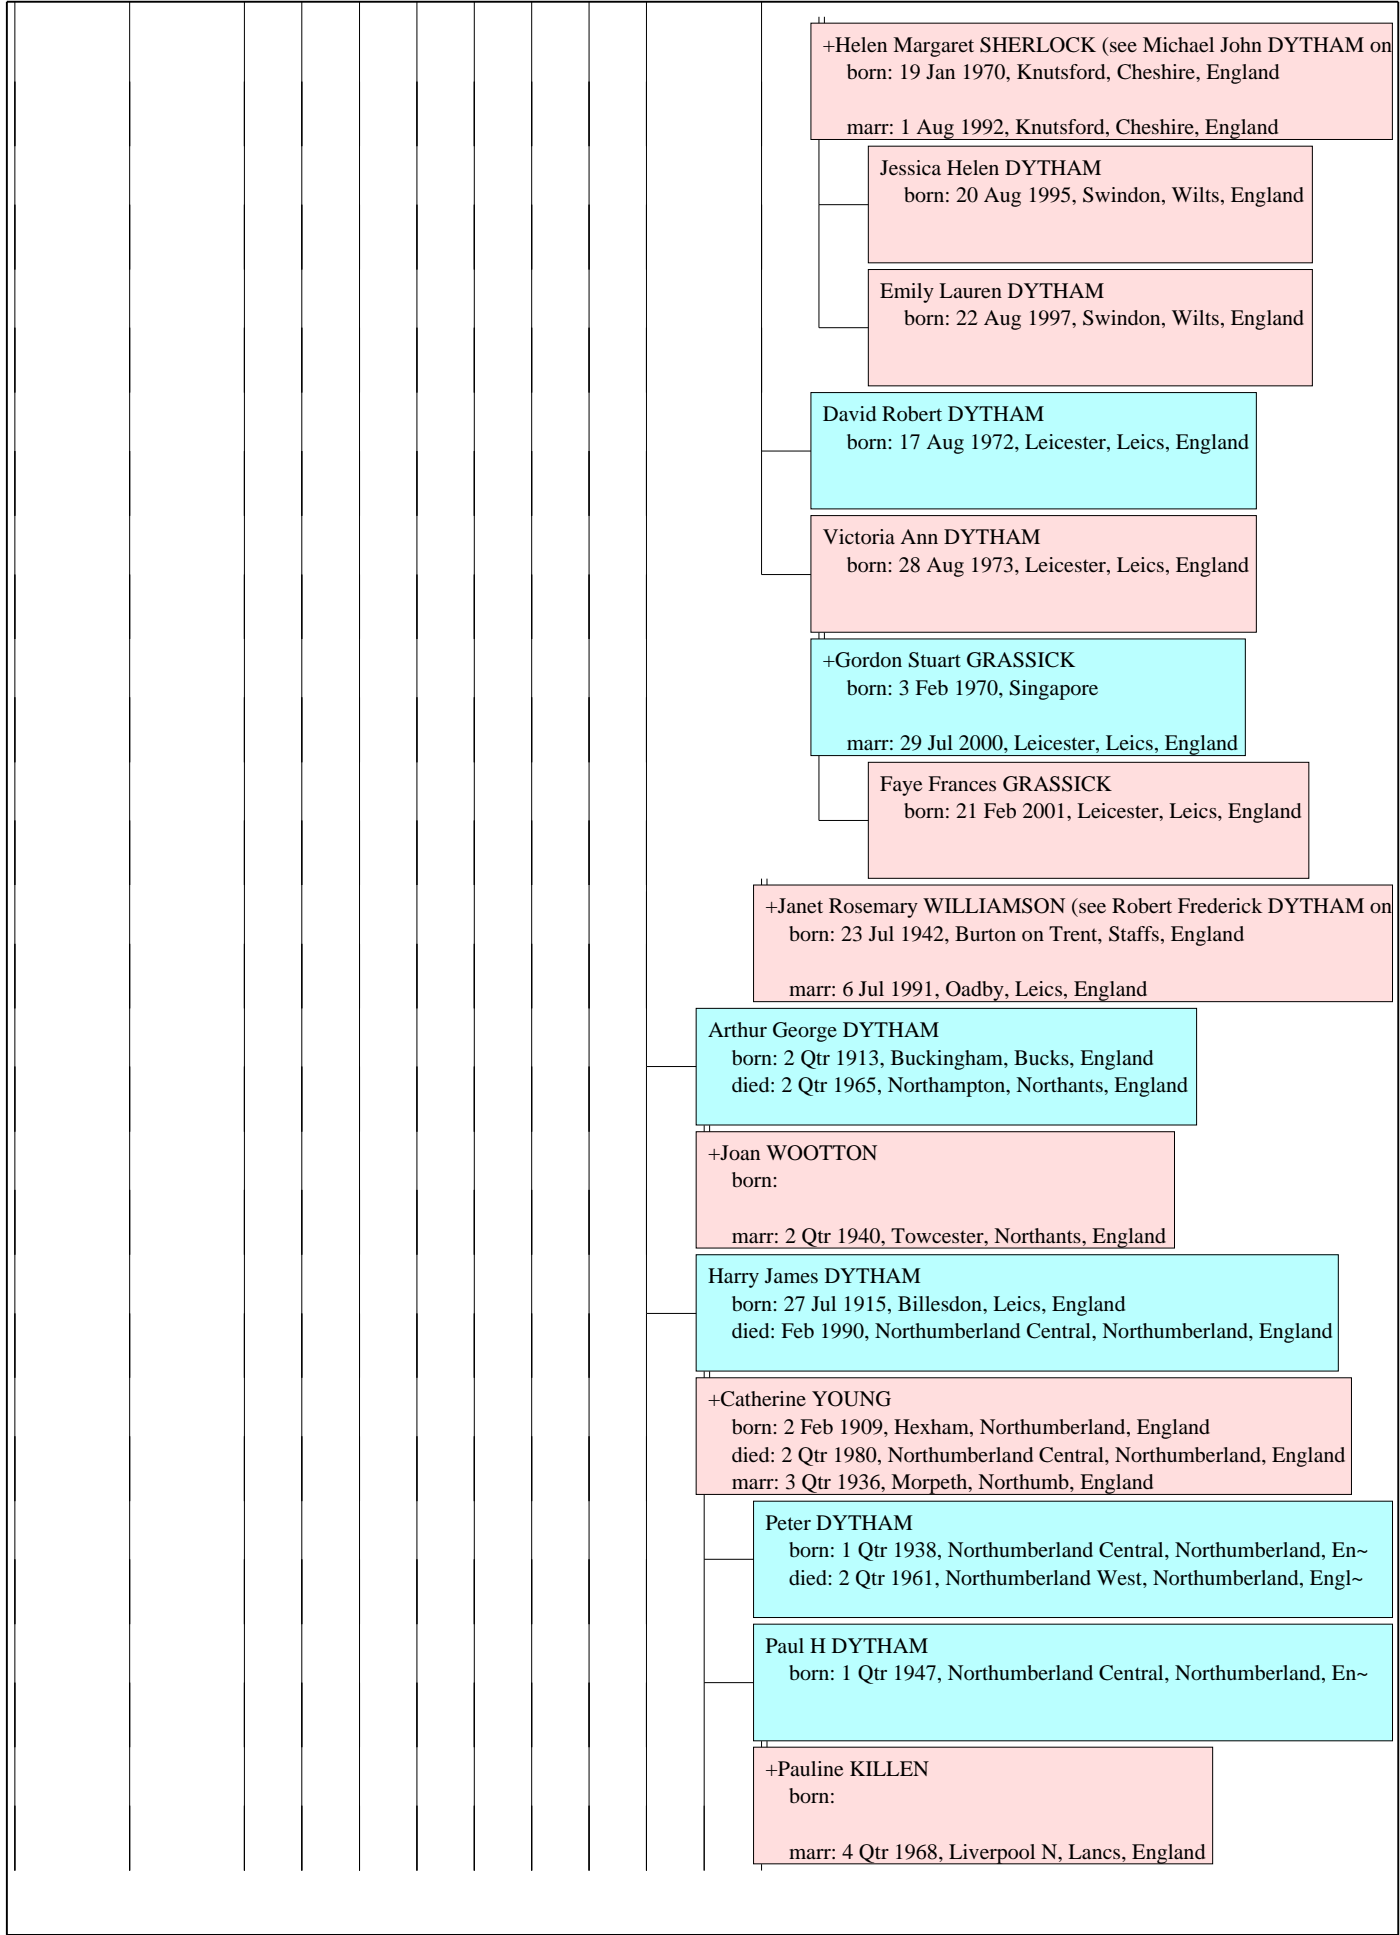 +Helen Margaret SHERLOCK (see Michael John DYTHAM on
born: 19 Jan 1970, Knutsford, Cheshire, England
marr: 1 Aug 1992, Knutsford, Cheshire, England
Jessica Helen DYTHAM
born: 20 Aug 1995, Swindon, Wilts, England
Emily Lauren DYTHAM
born: 22 Aug 1997, Swindon, Wilts, England
David Robert DYTHAM
born: 17 Aug 1972, Leicester, Leics, England
Victoria Ann DYTHAM
born: 28 Aug 1973, Leicester, Leics, England
+Gordon Stuart GRASSICK
born: 3 Feb 1970, Singapore
marr: 29 Jul 2000, Leicester, Leics, England
Faye Frances GRASSICK
born: 21 Feb 2001, Leicester, Leics, England
+Janet Rosemary WILLIAMSON (see Robert Frederick DYTHAM on
born: 23 Jul 1942, Burton on Trent, Staffs, England
marr: 6 Jul 1991, Oadby, Leics, England
Arthur George DYTHAM
born: 2 Qtr 1913, Buckingham, Bucks, England
died: 2 Qtr 1965, Northampton, Northants, England
+Joan WOOTTON
born:
marr: 2 Qtr 1940, Towcester, Northants, England
Harry James DYTHAM
born: 27 Jul 1915, Billesdon, Leics, England
died: Feb 1990, Northumberland Central, Northumberland, England
+Catherine YOUNG
born: 2 Feb 1909, Hexham, Northumberland, England
died: 2 Qtr 1980, Northumberland Central, Northumberland, England
marr: 3 Qtr 1936, Morpeth, Northumb, England
Peter DYTHAM
born: 1 Qtr 1938, Northumberland Central, Northumberland, En~
died: 2 Qtr 1961, Northumberland West, Northumberland, Engl~
Paul H DYTHAM
born: 1 Qtr 1947, Northumberland Central, Northumberland, En~
+Pauline KILLEN
born:
marr: 4 Qtr 1968, Liverpool N, Lancs, England